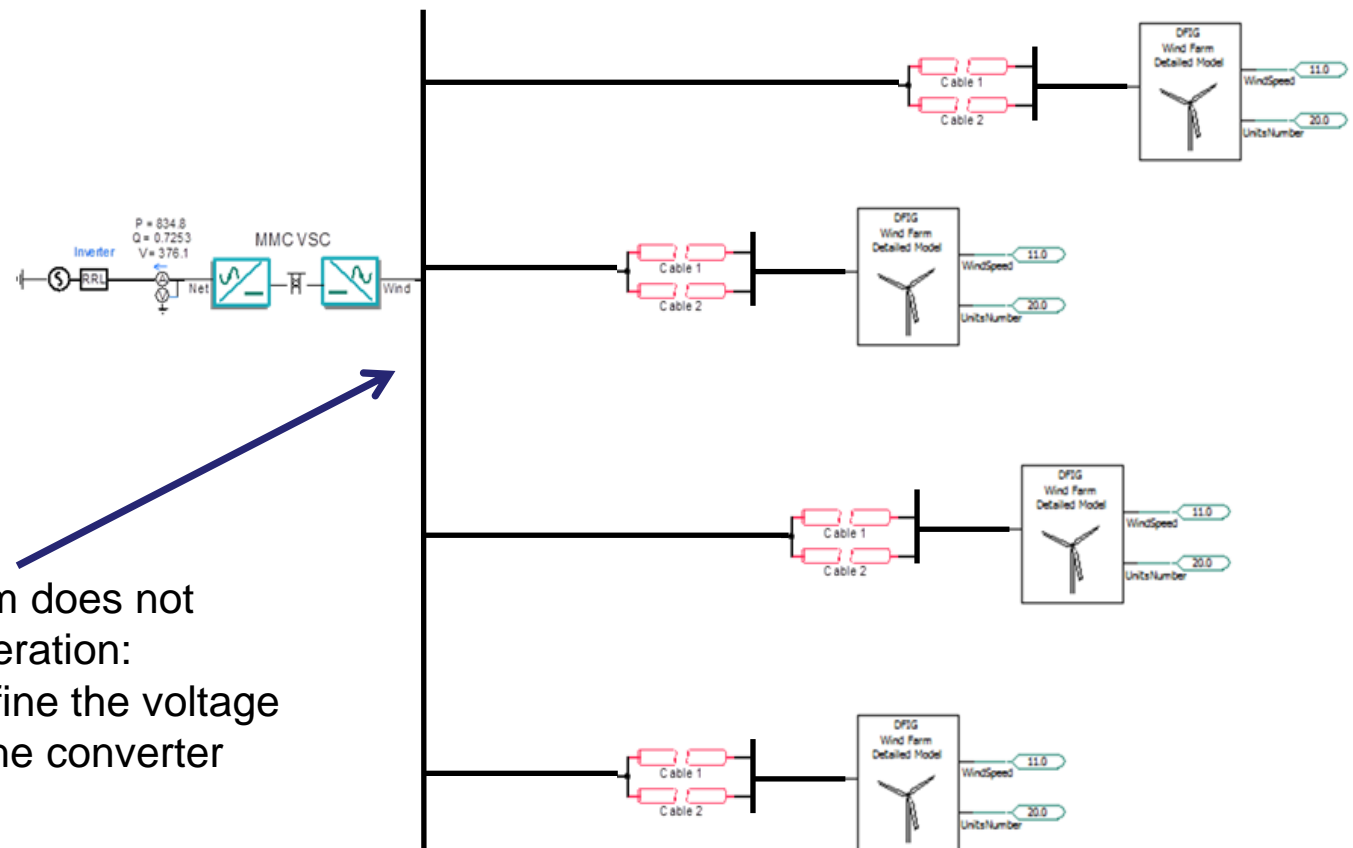 DFIG
Wind Farm
Detailed Model
WindSpeed
11.0
UnitsNumber
20.0
Cable 1
Cable 2
DFIG
Wind Farm
Detailed Model
WindSpeed
11.0
UnitsNumber
20.0
Cable 1
Cable 2
P = 834.8
Q = 0.7253
V = 376.1
Inverter
MMC VSC
S
RRL
A
V
Net
Wind
DFIG
Wind Farm
Detailed Model
WindSpeed
11.0
UnitsNumber
20.0
Cable 1
Cable 2
m does not
eration:
fine the voltage
ne converter
DFIG
Wind Farm
Detailed Model
WindSpeed
11.0
UnitsNumber
20.0
Cable 1
Cable 2